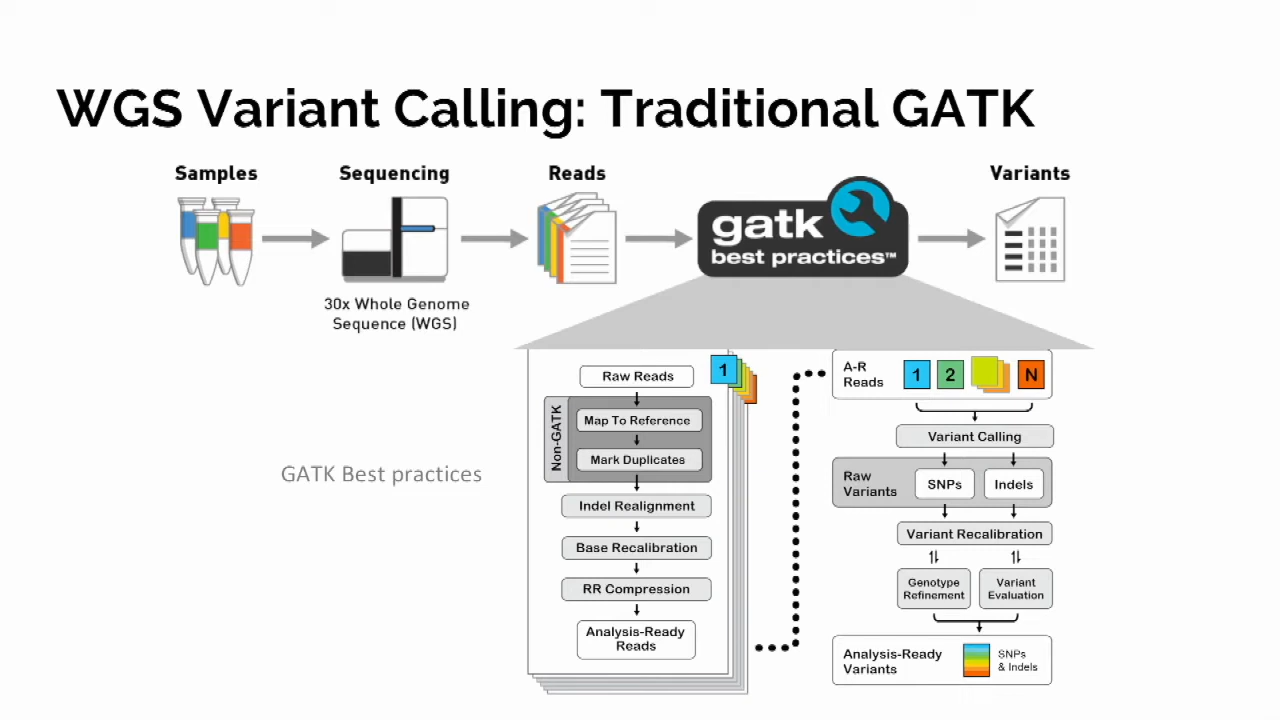 WGS Variant Calling: Traditional GATK
Samples
Sequencing
Reads
Variants
gatk
best practices™
30x Whole Genome
Sequence (WGS)
GATK Best practices
1
Raw Reads
Non-GATK
Map To Reference
Mark Duplicates
Indel Realignment
Base Recalibration
RR Compression
Analysis-Ready
Reads
A-R
Reads
1
2
N
Variant Calling
Raw
Variants
SNPs
Indels
Variant Recalibration
Genotype
Refinement
Variant
Evaluation
Analysis-Ready
Variants
SNPs
& Indels